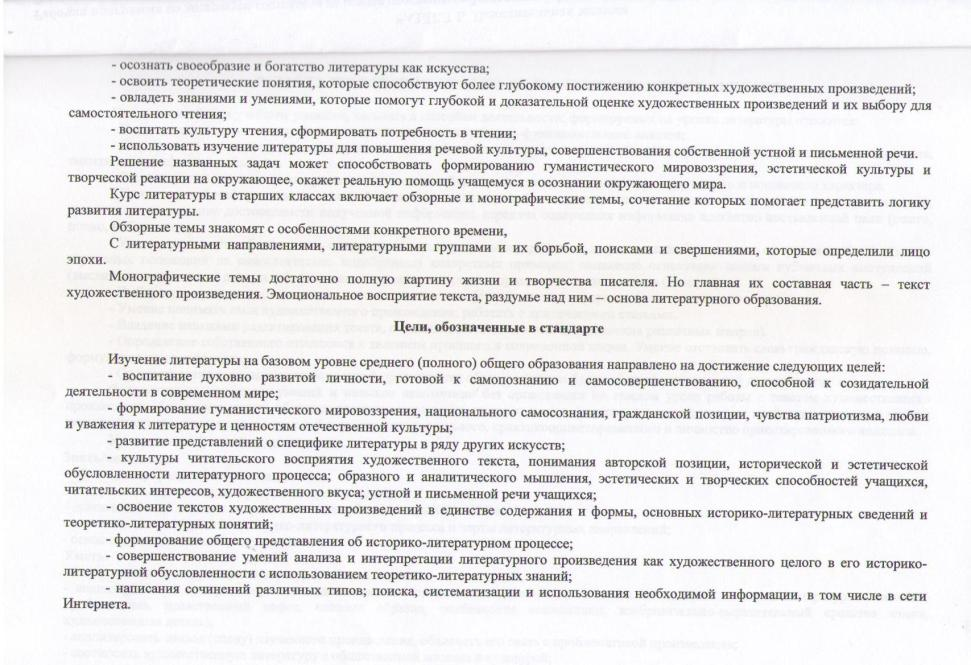 - осознать своеобразие и богатство литературы как искусства;
- освоить теоретические понятия, которые способствуют более глубокому постижению конкретных художественных произведений;
- овладеть знаниями и умениями, которые помогут глубокой и доказательной оценке художественных произведений и их выбору для
самостоятельного чтения;
- воспитать культуру чтения, сформировать потребность в чтении;
- использовать изучение литературы для повышения речевой культуры, совершенствования собственной устной и письменной речи.
Решение названных задач может способствовать формированию гуманистического мировоззрения, эстетической культуры и
творческой реакции на окружающее, окажет реальную помощь учащемуся в осознании окружающего мира.
Курс литературы в старших классах включает обзорные и монографические темы, сочетание которых помогает представить логику
развития литературы.
Обзорные темы знакомят с особенностями конкретного времени,
С литературными направлениями, литературными группами и их борьбой, поисками и свершениями, которые определили лицо
эпохи.
Монографические темы достаточно полную картину жизни и творчества писателя. Но главная их составная часть – текст
художественного произведения. Эмоциональное восприятие текста, раздумье над ним – основа литературного образования.
Цели, обозначенные в стандарте
Изучение литературы на базовом уровне среднего (полного) общего образования направлено на достижение следующих целей:
- воспитание духовно развитой личности, готовой к самопознанию и самосовершенствованию, способной к созидательной
деятельности в современном мире;
- формирование гуманистического мировоззрения, национального самосознания, гражданской позиции, чувства патриотизма, любви
и уважения к литературе и ценностям отечественной культуры;
- развитие представлений о специфике литературы в ряду других искусств;
- культуры читательского восприятия художественного текста, понимания авторской позиции, исторической и эстетической
обусловленности литературного процесса; образного и аналитического мышления, эстетических и творческих способностей учащихся,
читательских интересов, художественного вкуса; устной и письменной речи учащихся;
- освоение текстов художественных произведений в единстве содержания и формы, основных историко-литературных сведений и
теоретико-литературных понятий;
- формирование общего представления об историко-литературном процессе;
- совершенствование умений анализа и интерпретации литературного произведения как художественного целого в его историко-
литературной обусловленности с использованием теоретико-литературных знаний;
- написания сочинений различных типов; поиска, систематизации и использования необходимой информации, в том числе в сети
Интернета.